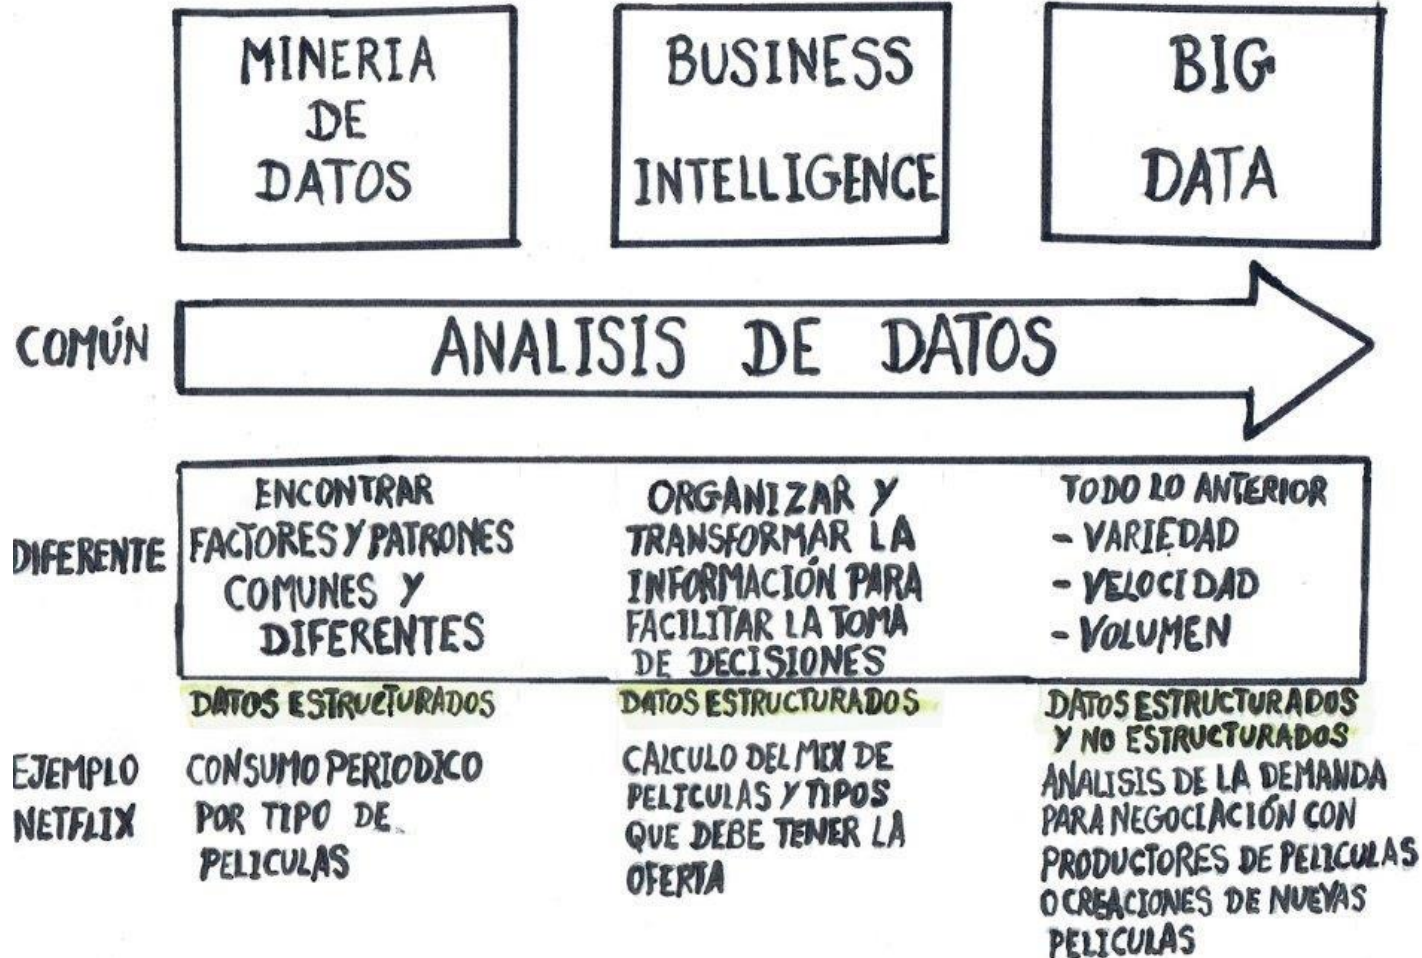 MINERIA
DE
DATOS
BUSINESS
INTELLIGENCE
BIG
DATA
COMÚN
ANALISIS DE DATOS
DIFERENTE
ENCONTRAR
FACTORES Y PATRONES
COMUNES Y
DIFERENTES
ORGANIZAR Y
TRANSFORMAR LA
INFORMACIÓN PARA
FACILITAR LA TOMA
DE DECISIONES
TODO LO ANTERIOR
- VARIEDAD
- VELOCIDAD
- VOLUMEN
DATOS ESTRUCTURADOS
DATOS ESTRUCTURADOS
DATOS ESTRUCTURADOS
Y NO ESTRUCTURADOS
EJEMPLO
NETFLIX
CONSUMO PERIODICO
POR TIPO DE
PELICULAS
CALCULO DEL MIX DE
PELICULAS Y TIPOS
QUE DEBE TENER LA
OFERTA
ANALISIS DE LA DEMANDA
PARA NEGOCIACIÓN CON
PRODUCTORES DE PELICULAS
O CREACIONES DE NUEVAS
PELICULAS